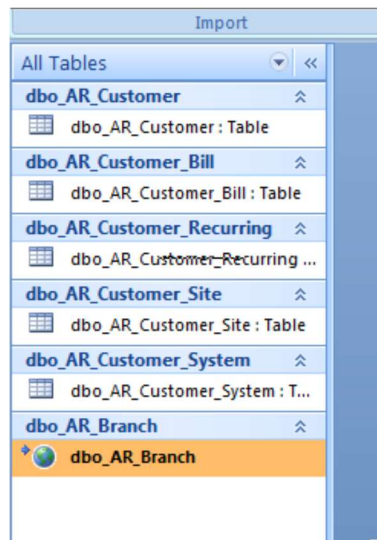 Import
All Tables
dbo_AR_Customer
dbo_AR_Customer : Table
dbo_AR_Customer_Bill
dbo_AR_Customer_Bill : Table
dbo_AR_Customer_Recurring
dbo_AR_Customer_Recurring ...
dbo_AR_Customer_Site
dbo_AR_Customer_Site : Table
dbo_AR_Customer_System
dbo_AR_Customer_System : T...
dbo_AR_Branch
dbo_AR_Branch